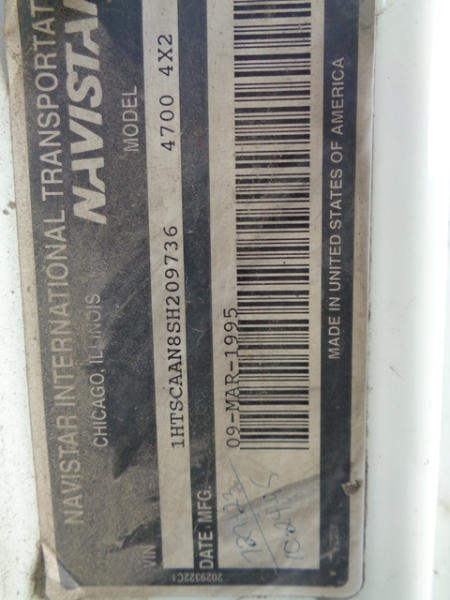 NAVISTAR INTERNATIONAL TRANSPORTAT
CHICAGO, ILLINOIS NAVISTAR
VIN MODEL
1HTSCAAN8SH209736 4700 4X2
DATE MFG.
09-MAR-1995
MADE IN UNITED STATES OF AMERICA
2029322C1